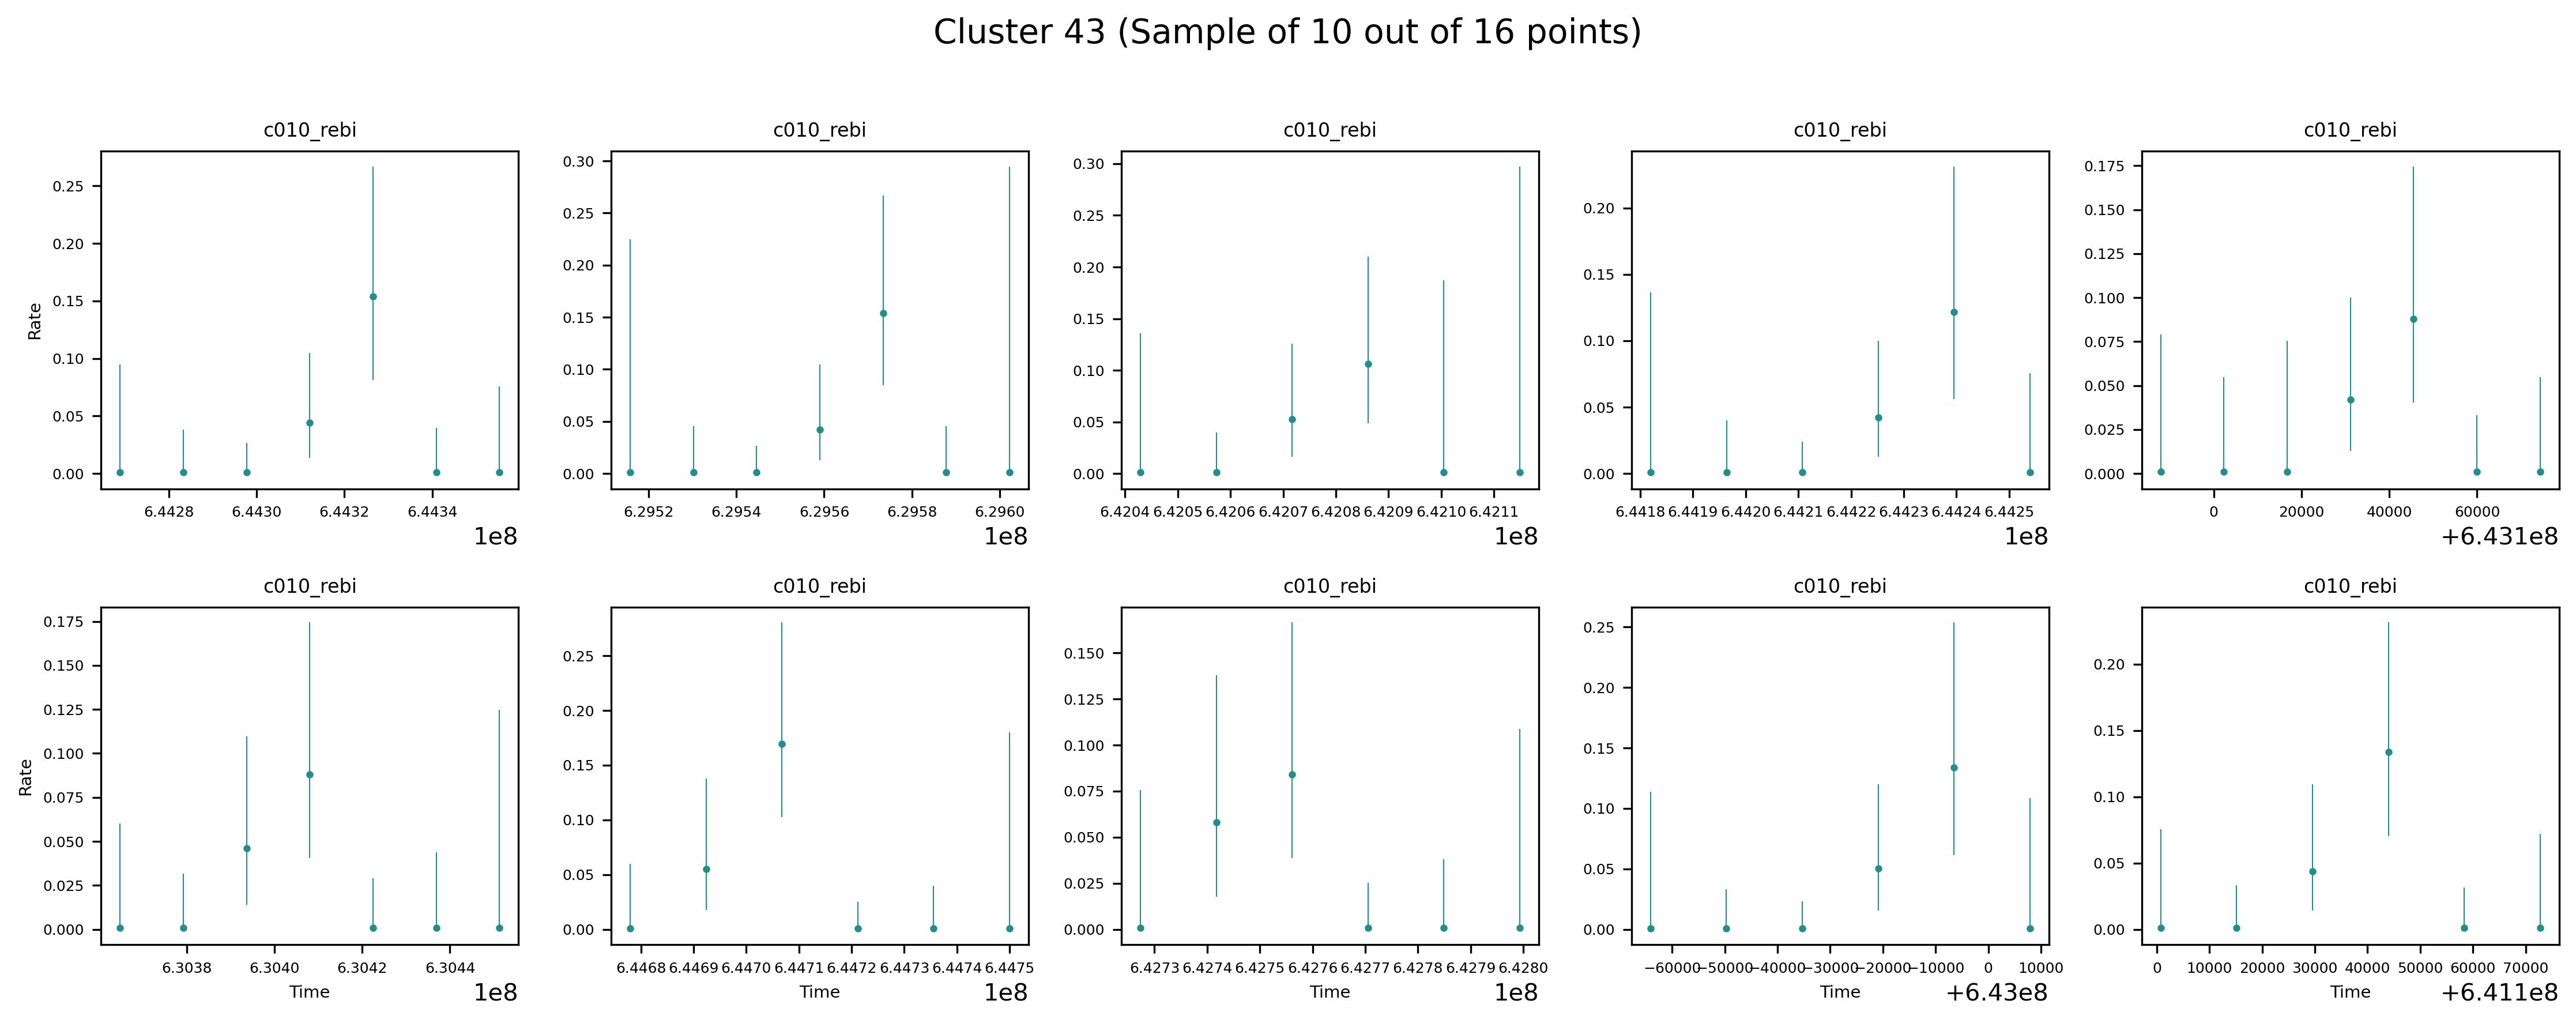 Cluster 43 (Sample of 10 out of 16 points)
c010_rebi c010_rebi c010_rebi c010_rebi c010_rebi
Rate
0.25
0.20
0.15
0.10
0.05
0.00
6.4428 6.4430 6.4432 6.4434
1e8
0.30
0.25
0.20
0.15
0.10
0.05
0.00
6.2952 6.2954 6.2956 6.2958 6.2960
1e8
0.30
0.25
0.20
0.15
0.10
0.05
0.00
6.4204 6.4205 6.4206 6.4207 6.4208 6.4209 6.4210 6.4211
1e8
0.20
0.15
0.10
0.05
0.00
6.4418 6.4419 6.4420 6.4421 6.4422 6.4423 6.4424 6.4425
1e8
0.175
0.150
0.125
0.100
0.075
0.050
0.025
0.000
0 20000 40000 60000
+6.431e8
c010_rebi c010_rebi c010_rebi c010_rebi c010_rebi
Rate
0.175
0.150
0.125
0.100
0.075
0.050
0.025
0.000
6.3038 6.3040 6.3042 6.3044
Time
1e8
0.25
0.20
0.15
0.10
0.05
0.00
6.4468 6.4469 6.4470 6.4471 6.4472 6.4473 6.4474 6.4475
Time
1e8
0.150
0.125
0.100
0.075
0.050
0.025
0.000
6.4273 6.4274 6.4275 6.4276 6.4277 6.4278 6.4279 6.4280
Time
1e8
0.25
0.20
0.15
0.10
0.05
0.00
−60000 −50000 −40000 −30000 −20000 −10000 0 10000
Time
+6.43e8
0.20
0.15
0.10
0.05
0.00
0 10000 20000 30000 40000 50000 60000 70000
Time
+6.411e8